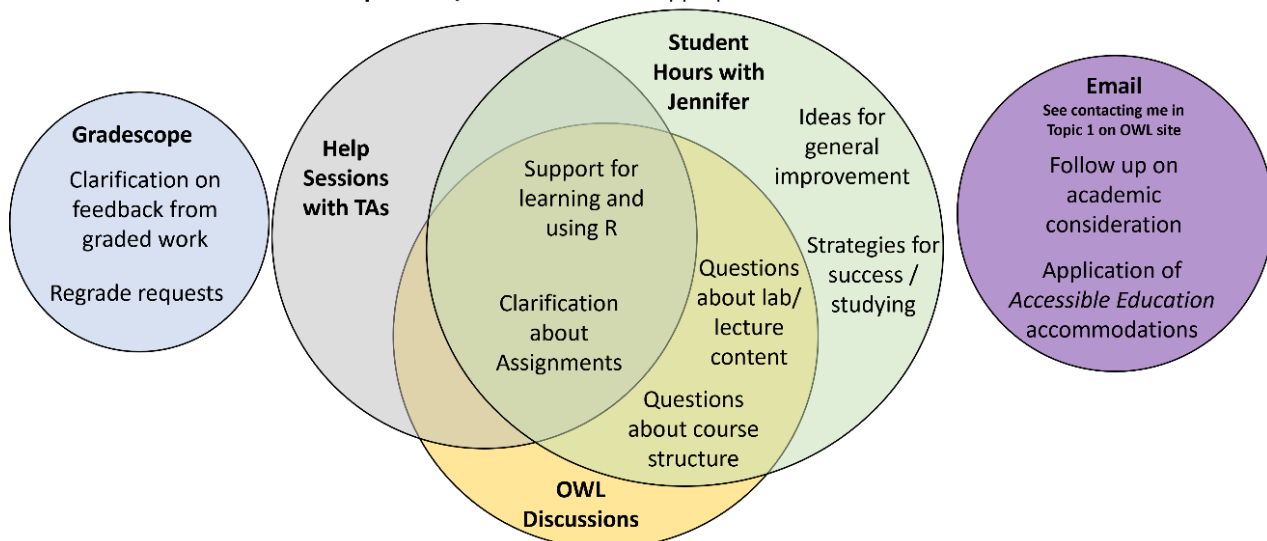 Gradescope
Clarification on
feedback from
graded work
Regrade requests
Help
Sessions
with TAs
Student
Hours with
Jennifer
Ideas for
general
improvement
Strategies for
success /
studying
Support for
learning and
using R
Clarification
about
Assignments
Questions
about lab/
lecture
content
Questions
about course
structure
OWL
Discussions
Email
See contacting me in
Topic 1 on OWL site
Follow up on
academic
consideration
Application of
Accessible Education
accommodations